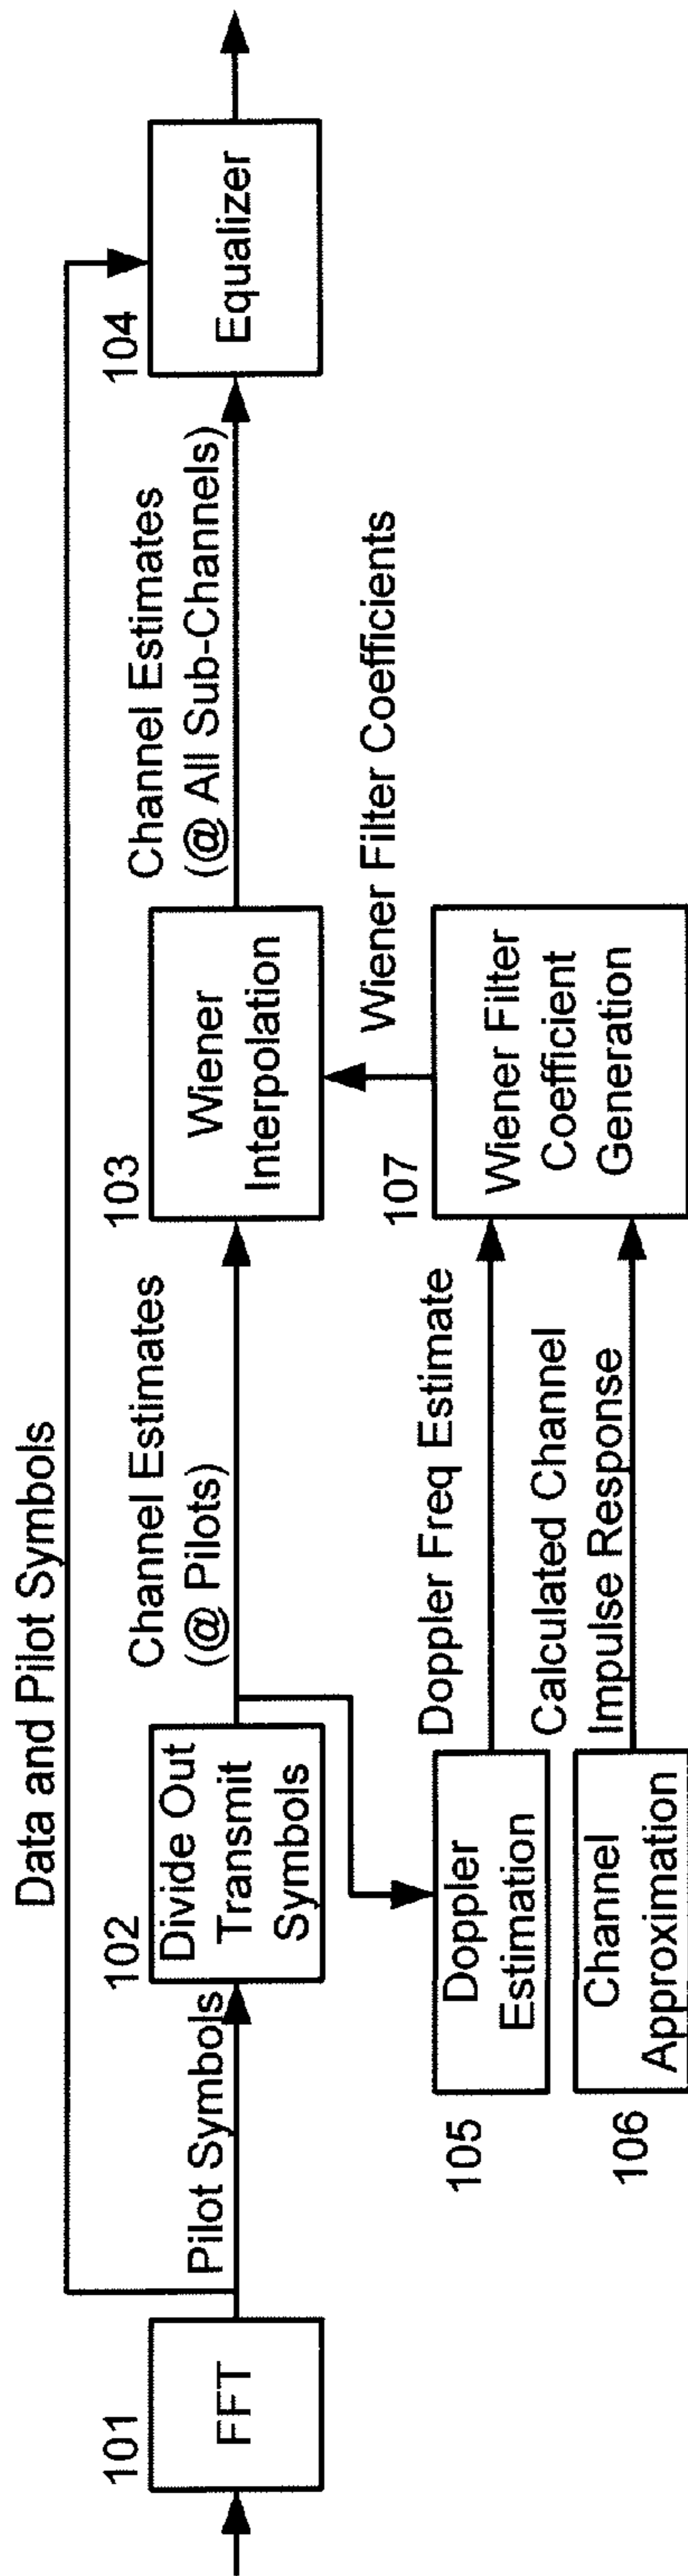 Data and Pilot Symbols
101
FFT
Pilot Symbols
102
Divide Out
Transmit
Symbols
Channel Estimates
(@ Pilots)
103
Wiener
Interpolation
Channel Estimates
(@ All Sub-Channels)
104
Equalizer
105
Doppler
Estimation
Doppler Freq Estimate
106
Channel
Approximation
Calculated Channel
Impulse Response
107
Wiener Filter
Coefficient
Generation
Wiener Filter Coefficients